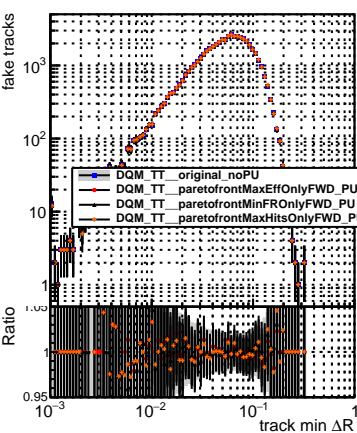 fake tracks
10³
10²
10
1
DQM_TT__original_noPU
DQM_TT__paretofrontMaxEffOnlyFWD_PU
DQM_TT__paretofrontMinFROnlyFWD_PU
DQM_TT__paretofrontMaxHitsOnlyFWD_PU
Ratio
1.05
1
0.95
10⁻³
10⁻²
10⁻¹
1
track min ΔR